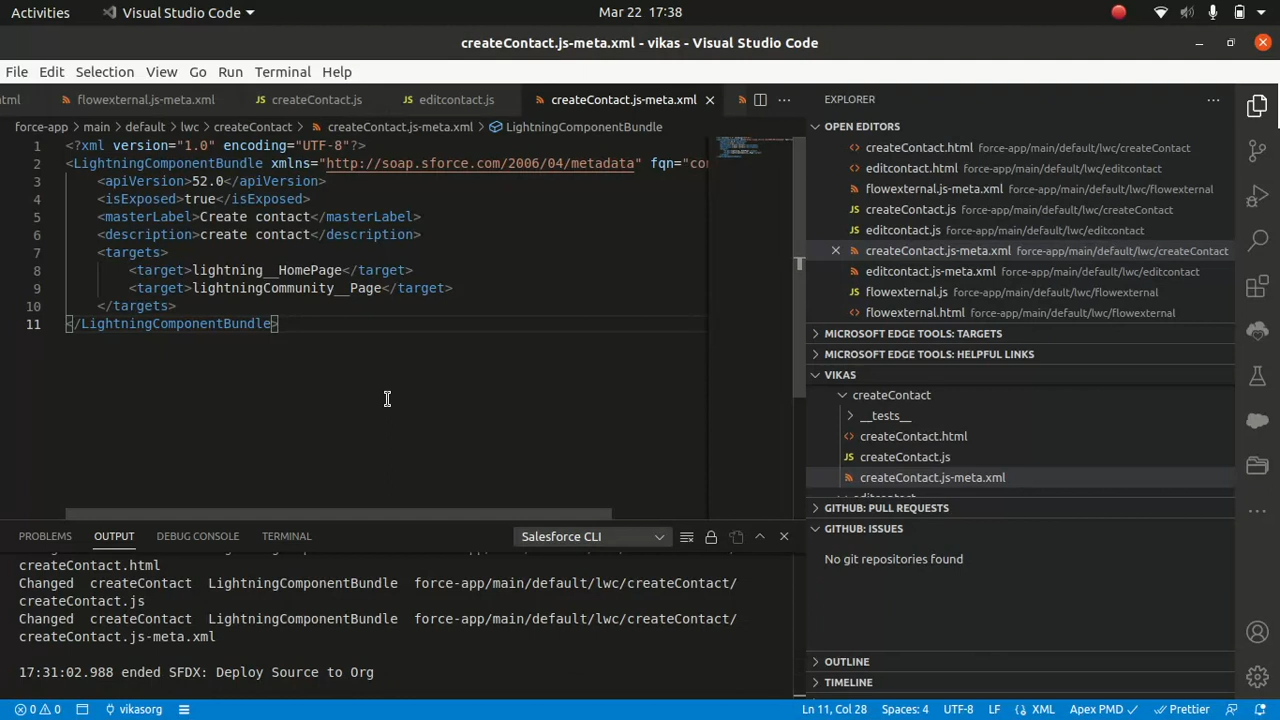 Activities
Visual Studio Code
Mar 22 17:38
createContact.js-meta.xml - vikas - Visual Studio Code
File Edit Selection View Go Run Terminal Help
flowexternal.js-meta.xml
JS createContact.js
JS editcontact.js
createContact.js-meta.xml
force-app > main > default > lwc > createContact > createContact.js-meta.xml > LightningComponentBundle
1 <?xml version="1.0" encoding="UTF-8"?>
2 <LightningComponentBundle xmlns="http://soap.sforce.com/2006/04/metadata" fqn="
3 <apiVersion>52.0</apiVersion>
4 <isExposed>true</isExposed>
5 <masterLabel>Create contact</masterLabel>
6 <description>create contact</description>
7 <targets>
8 <target>lightning__HomePage</target>
9 <target>lightningCommunity__Page</target>
10 </targets>
11 </LightningComponentBundle>
PROBLEMS OUTPUT DEBUG CONSOLE TERMINAL
Salesforce CLI
createContact.html
Changed createContact LightningComponentBundle force-app/main/default/lwc/createContact/
createContact.js
Changed createContact LightningComponentBundle force-app/main/default/lwc/createContact/
createContact.js-meta.xml
17:31:02.988 ended SFDX: Deploy Source to Org
EXPLORER
OPEN EDITORS
createContact.html force-app/main/default/lwc/createContact
editcontact.html force-app/main/default/lwc/editcontact
flowexternal.js-meta.xml force-app/main/default/lwc/flowexternal
JS createContact.js force-app/main/default/lwc/createContact
JS editcontact.js force-app/main/default/lwc/editcontact
createContact.js-meta.xml force-app/main/default/lwc/createContact
editcontact.js-meta.xml force-app/main/default/lwc/editcontact
JS flowexternal.js force-app/main/default/lwc/flowexternal
flowexternal.html force-app/main/default/lwc/flowexternal
MICROSOFT EDGE TOOLS: TARGETS
MICROSOFT EDGE TOOLS: HELPFUL LINKS
VIKAS
createContact
__tests__
createContact.html
JS createContact.js
createContact.js-meta.xml
GITHUB: PULL REQUESTS
GITHUB: ISSUES
No git repositories found
OUTLINE
TIMELINE
0 0
vikasorg
Ln 11, Col 28
Spaces: 4
UTF-8
LF
XML
Apex PMD
Prettier